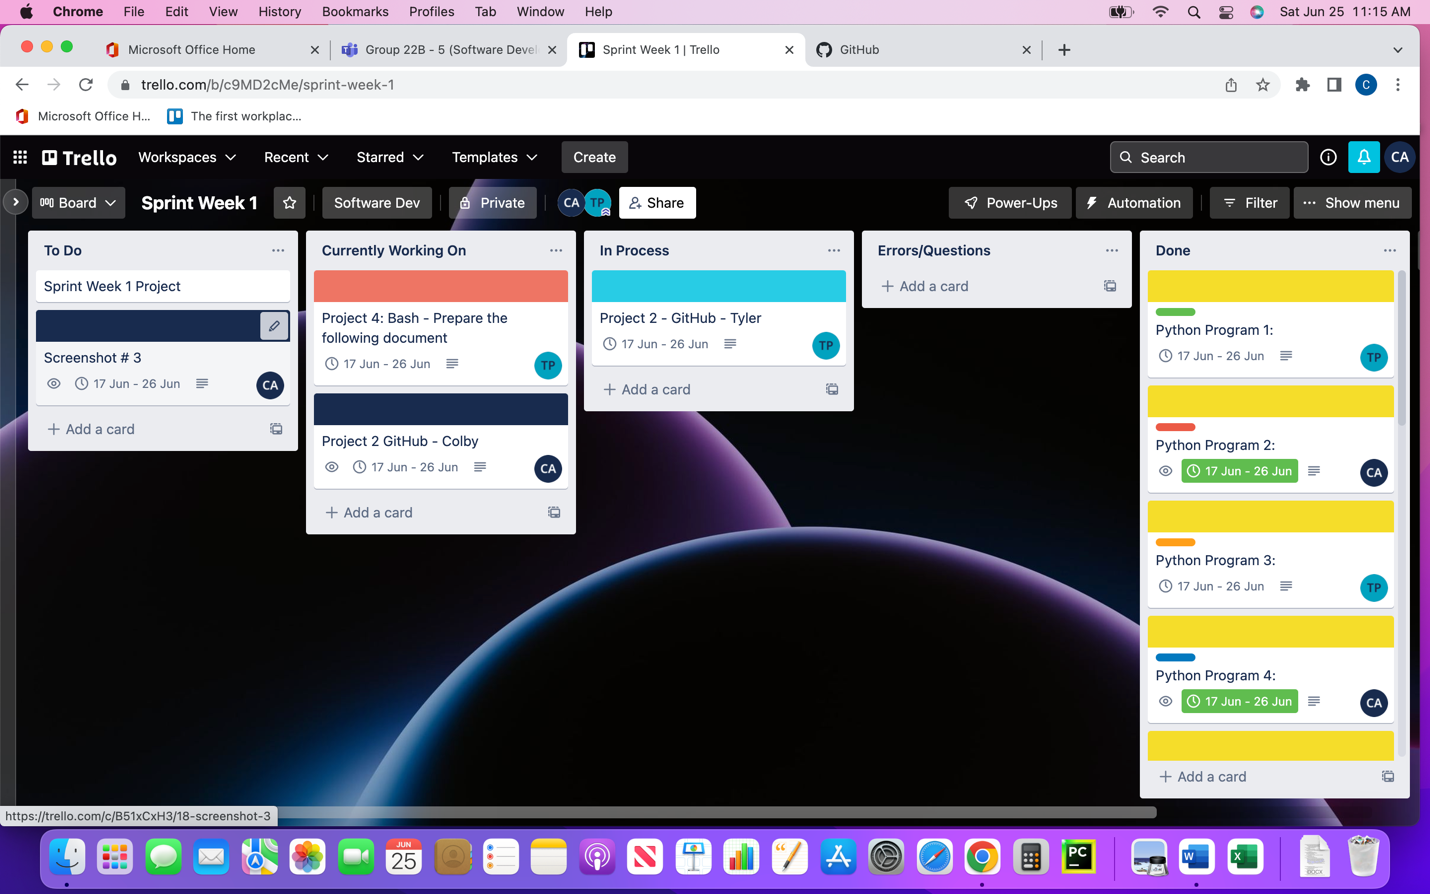 Chrome File Edit View History Bookmarks Profiles Tab Window Help Sat Jun 25 11:15 AM
Microsoft Office Home Group 22B - 5 (Software Devel Sprint Week 1 | Trello GitHub
trello.com/b/c9MD2cMe/sprint-week-1 C
Microsoft Office H... The first workplac...
Trello Workspaces Recent Starred Templates Create Search CA
Board Sprint Week 1 Software Dev Private CA TP Share Power-Ups Automation Filter Show menu
To Do
Sprint Week 1 Project
Screenshot # 3
17 Jun - 26 Jun CA
+ Add a card
Currently Working On
Project 4: Bash - Prepare the
following document
17 Jun - 26 Jun TP
Project 2 GitHub - Colby
17 Jun - 26 Jun CA
+ Add a card
In Process
Project 2 - GitHub - Tyler
17 Jun - 26 Jun TP
+ Add a card
Errors/Questions
+ Add a card
Done
Python Program 1:
17 Jun - 26 Jun TP
Python Program 2:
17 Jun - 26 Jun CA
Python Program 3:
17 Jun - 26 Jun TP
Python Program 4:
17 Jun - 26 Jun CA
+ Add a card
https://trello.com/c/B51xCxH3/18-screenshot-3
JUN
25
PC
W
X
DOCX